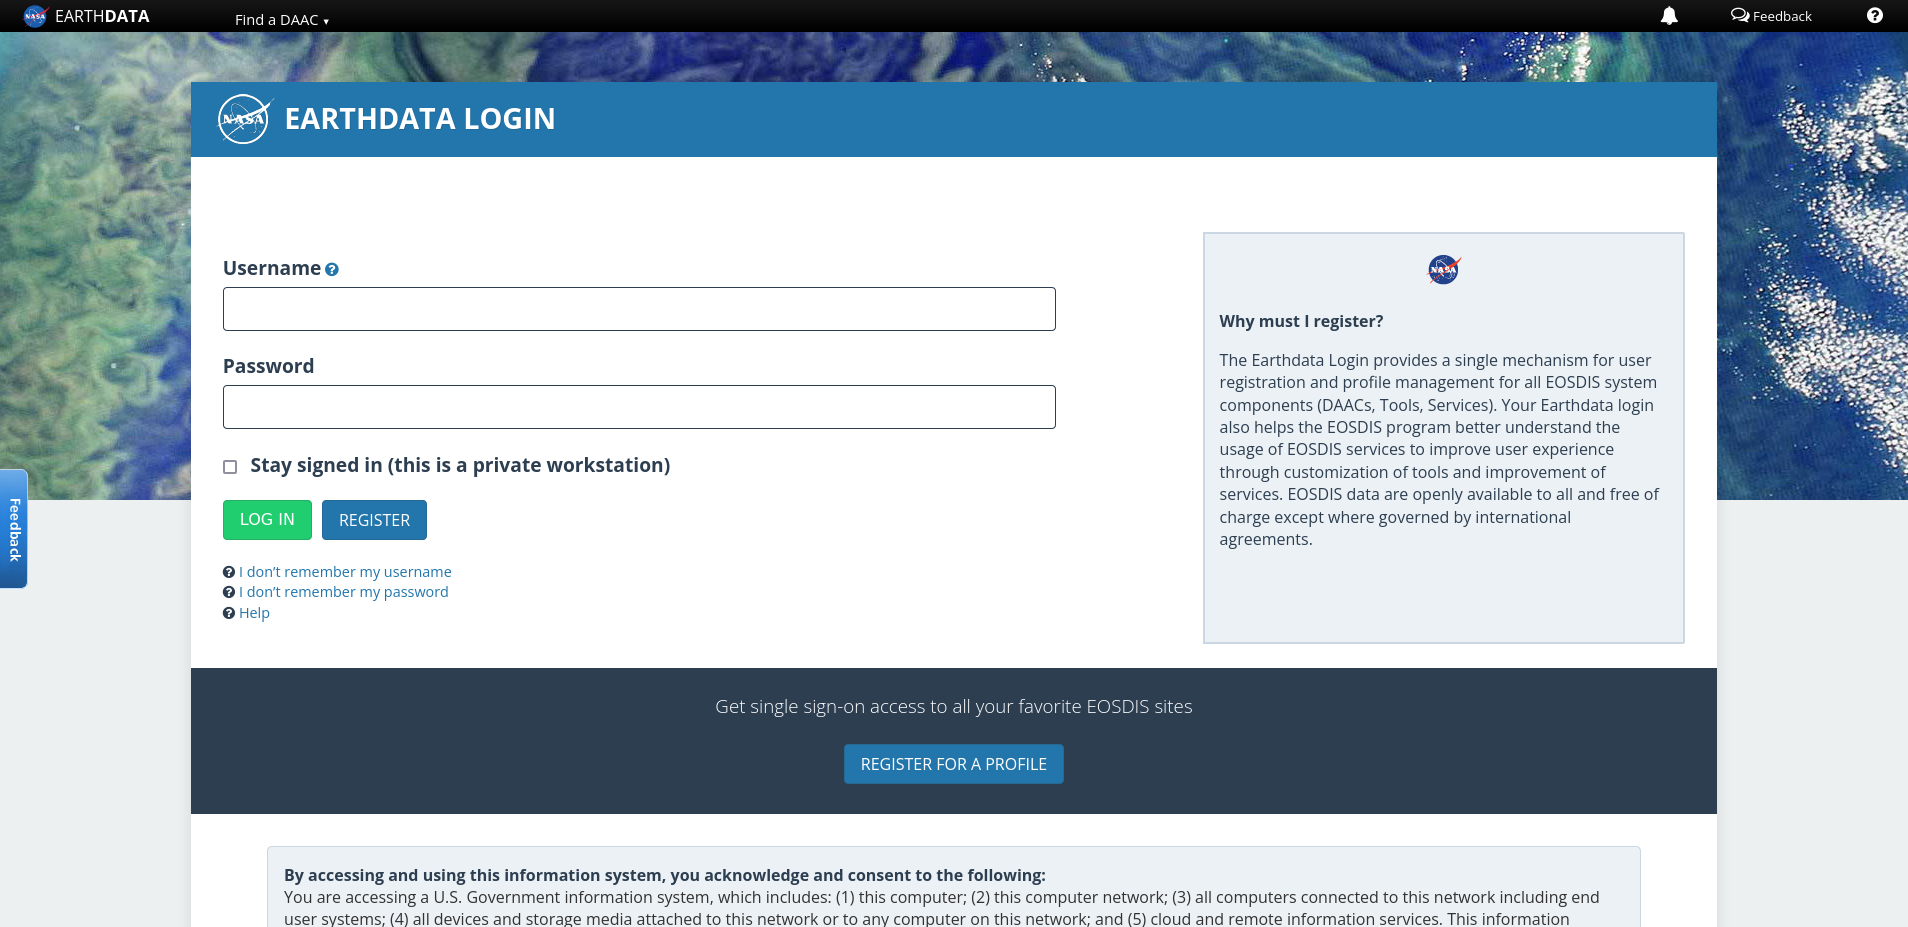 NASA EARTHDATA
Find a DAAC ▾
Feedback
NASA EARTHDATA LOGIN
Username
Password
Stay signed in (this is a private workstation)
LOG IN REGISTER
I don’t remember my username
I don’t remember my password
Help
NASA
Why must I register?
The Earthdata Login provides a single mechanism for user
registration and profile management for all EOSDIS system
components (DAACs, Tools, Services). Your Earthdata login
also helps the EOSDIS program better understand the
usage of EOSDIS services to improve user experience
through customization of tools and improvement of
services. EOSDIS data are openly available to all and free of
charge except where governed by international
agreements.
Feedback
Get single sign-on access to all your favorite EOSDIS sites
REGISTER FOR A PROFILE
By accessing and using this information system, you acknowledge and consent to the following:
You are accessing a U.S. Government information system, which includes: (1) this computer; (2) this computer network; (3) all computers connected to this network including end
user systems; (4) all devices and storage media attached to this network or to any computer on this network; and (5) cloud and remote information services. This information